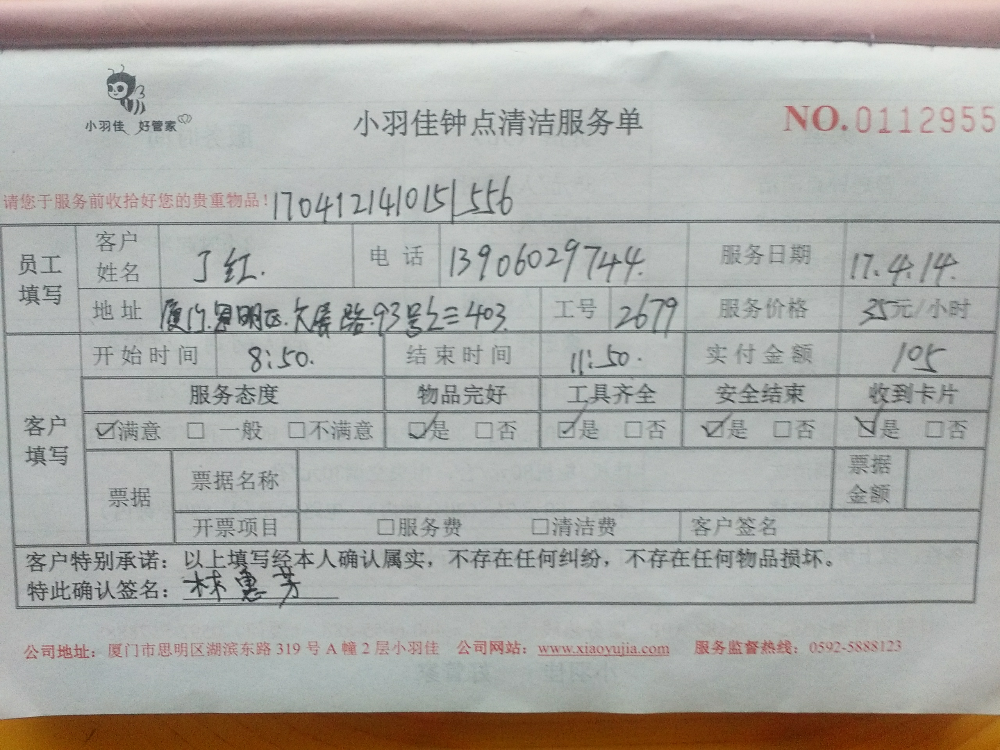 小羽佳 好管家
小羽佳钟点清洁服务单 NO.0112955
请您于服务前收拾好您的贵重物品! 1704121410151556
员工填写 客户姓名 丁红. 电话 13906029744. 服务日期 17.4.14.
地址 厦门.思明区.大屏路.93号之三403. 工号 2679 服务价格 35元/小时
客户填写 开始时间 8:50. 结束时间 11:50. 实付金额 105
服务态度 物品完好 工具齐全 安全结束 收到卡片
☑满意 □一般 □不满意 ☑是 □否 ☑是 □否 ☑是 □否 ☑是 □否
票据 票据名称 票据金额
开票项目 □服务费 □清洁费 客户签名
客户特别承诺：以上填写经本人确认属实，不存在任何纠纷，不存在任何物品损坏。
特此确认签名：林惠芳
公司地址：厦门市思明区湖滨东路 319 号 A 幢 2 层小羽佳 公司网站：www.xiaoyujia.com 服务监督热线：0592-5888123